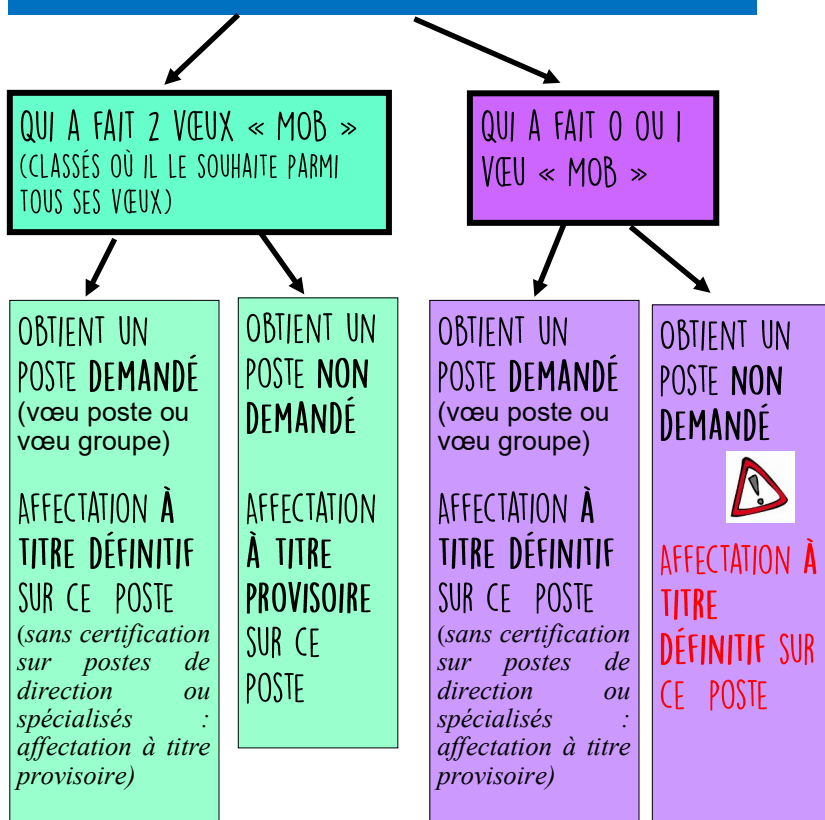 QUI A FAIT 2 VŒUX « MOB »
(CLASSÉS OÙ IL LE SOUHAITE PARMI
TOUS SES VŒUX)
QUI A FAIT 0 OU 1
VŒU « MOB »
OBTIENT UN
POSTE DEMANDÉ
(vœu poste ou
vœu groupe)
AFFECTATION À
TITRE DÉFINITIF
SUR CE POSTE
(sans certification
sur postes de
direction ou
spécialisés :
affectation à titre
provisoire)
OBTIENT UN
POSTE NON
DEMANDÉ
AFFECTATION
À TITRE
PROVISOIRE
SUR CE
POSTE
OBTIENT UN
POSTE DEMANDÉ
(vœu poste ou
vœu groupe)
AFFECTATION À
TITRE DÉFINITIF
SUR CE POSTE
(sans certification
sur postes de
direction ou
spécialisés :
affectation à titre
provisoire)
OBTIENT UN
POSTE NON
DEMANDÉ
AFFECTATION À
TITRE
DÉFINITIF SUR
CE POSTE